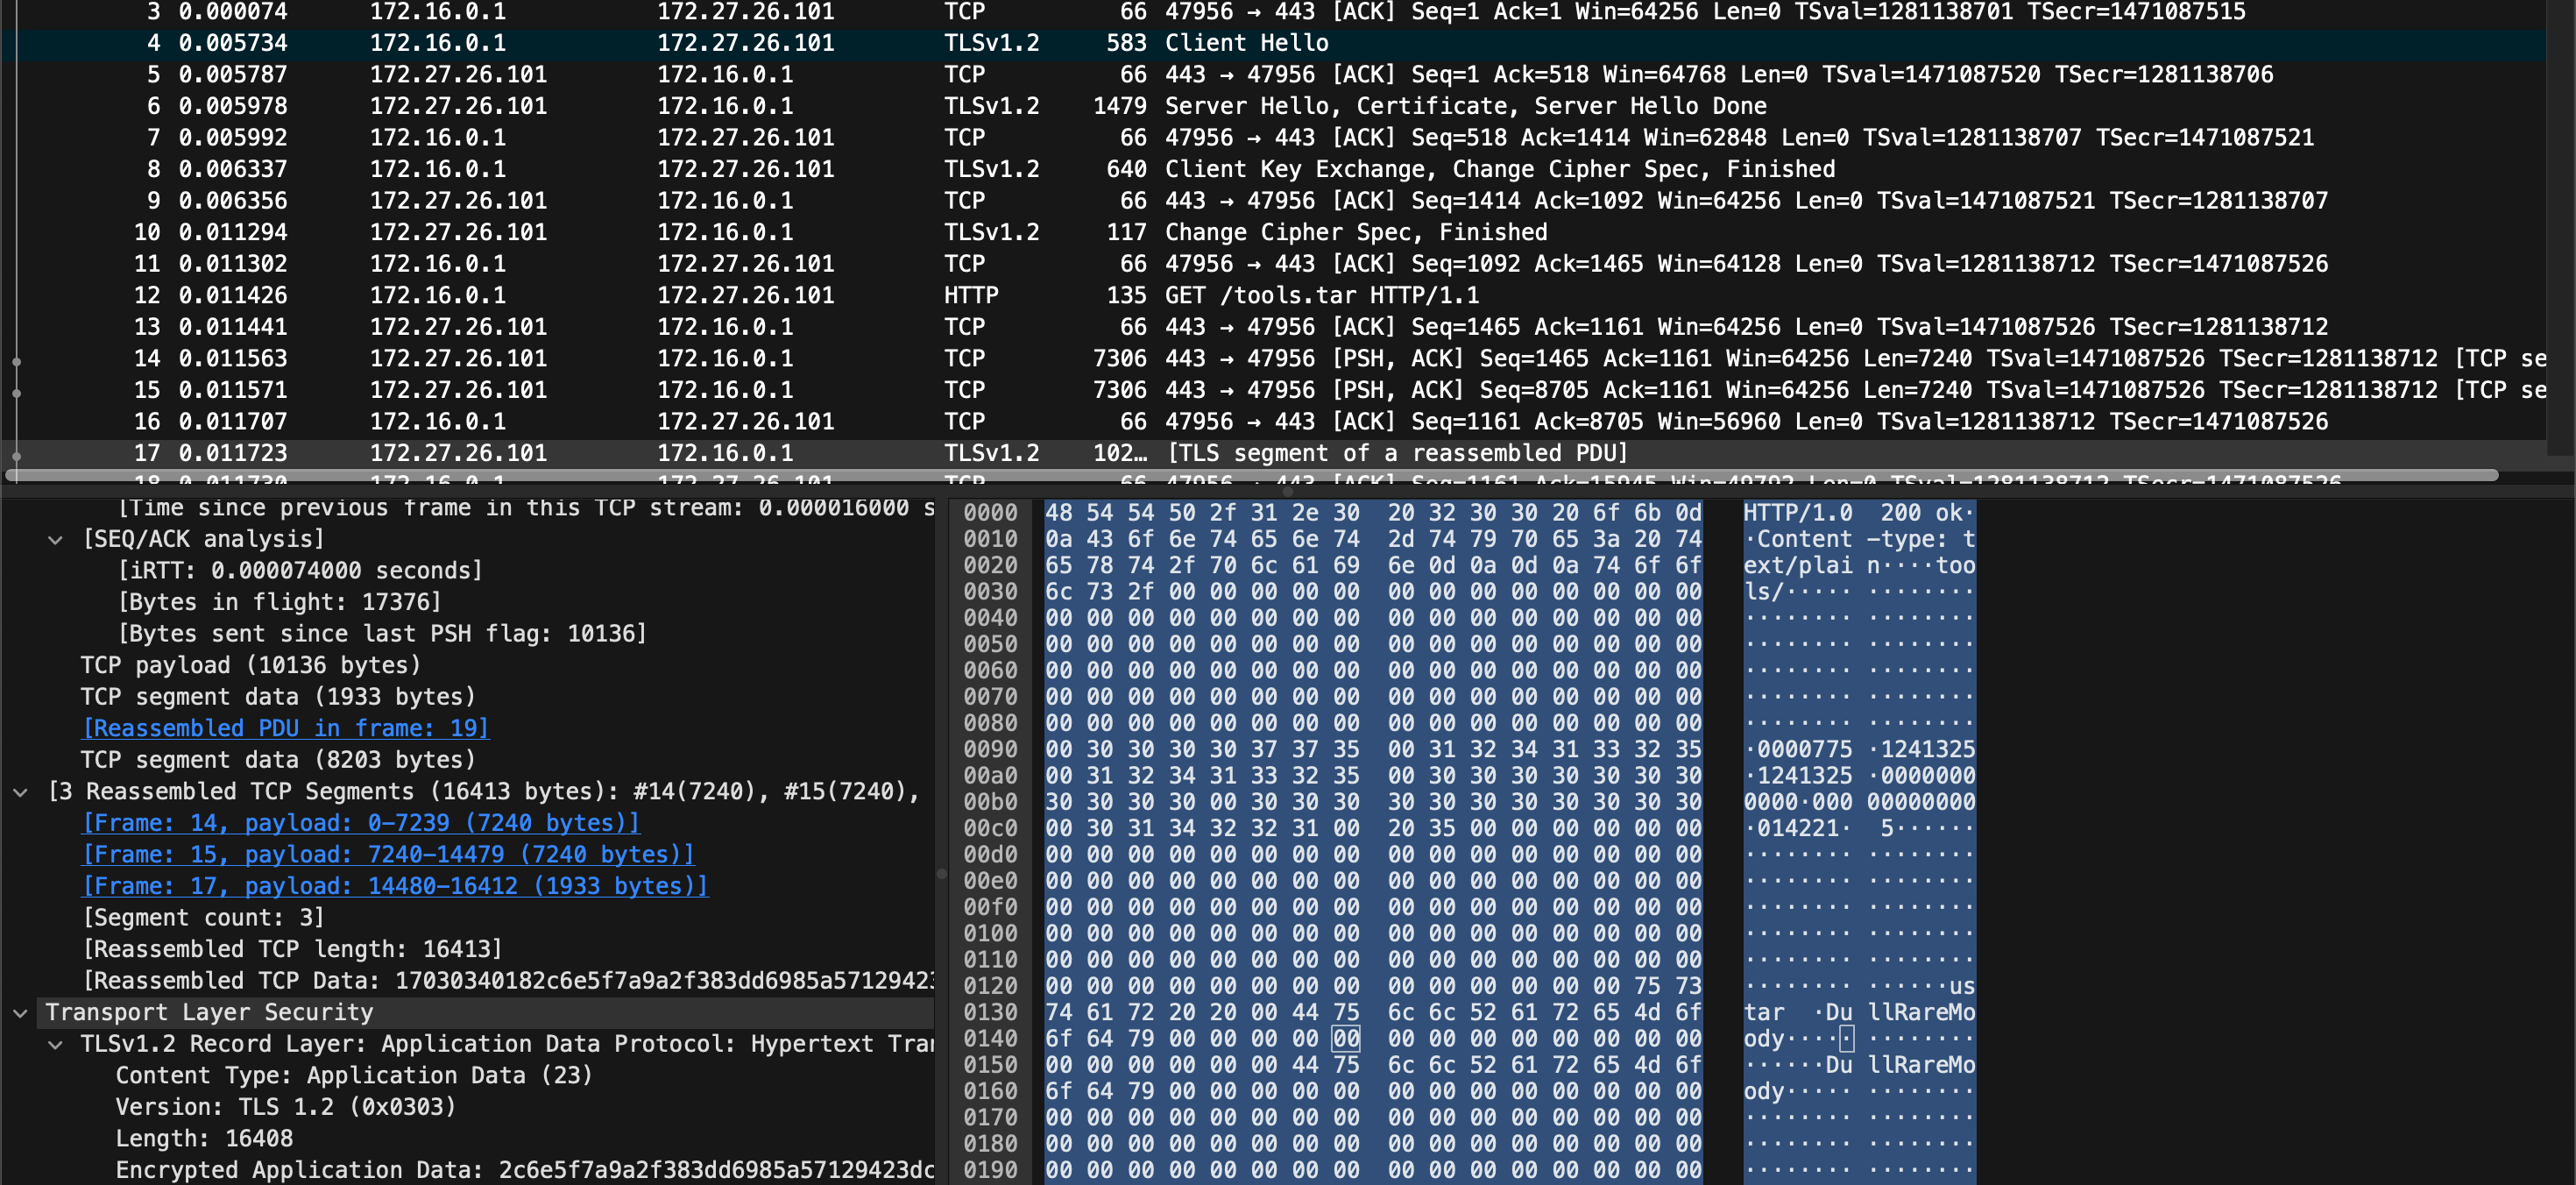 3 0.000074 172.16.0.1 172.27.26.101 TCP 66 47956 → 443 [ACK] Seq=1 Ack=1 Win=64256 Len=0 TSval=1281138701 TSecr=1471087515
4 0.005734 172.16.0.1 172.27.26.101 TLSv1.2 583 Client Hello
5 0.005787 172.27.26.101 172.16.0.1 TCP 66 443 → 47956 [ACK] Seq=1 Ack=518 Win=64768 Len=0 TSval=1471087520 TSecr=1281138706
6 0.005978 172.27.26.101 172.16.0.1 TLSv1.2 1479 Server Hello, Certificate, Server Hello Done
7 0.005992 172.16.0.1 172.27.26.101 TCP 66 47956 → 443 [ACK] Seq=518 Ack=1414 Win=62848 Len=0 TSval=1281138707 TSecr=1471087521
8 0.006337 172.16.0.1 172.27.26.101 TLSv1.2 640 Client Key Exchange, Change Cipher Spec, Finished
9 0.006356 172.27.26.101 172.16.0.1 TCP 66 443 → 47956 [ACK] Seq=1414 Ack=1092 Win=64256 Len=0 TSval=1471087521 TSecr=1281138707
10 0.011294 172.27.26.101 172.16.0.1 TLSv1.2 117 Change Cipher Spec, Finished
11 0.011302 172.16.0.1 172.27.26.101 TCP 66 47956 → 443 [ACK] Seq=1092 Ack=1465 Win=64128 Len=0 TSval=1281138712 TSecr=1471087526
12 0.011426 172.16.0.1 172.27.26.101 HTTP 135 GET /tools.tar HTTP/1.1
13 0.011441 172.27.26.101 172.16.0.1 TCP 66 443 → 47956 [ACK] Seq=1465 Ack=1161 Win=64256 Len=0 TSval=1471087526 TSecr=1281138712
14 0.011563 172.27.26.101 172.16.0.1 TCP 7306 443 → 47956 [PSH, ACK] Seq=1465 Ack=1161 Win=64256 Len=7240 TSval=1471087526 TSecr=1281138712 [TCP se
15 0.011571 172.27.26.101 172.16.0.1 TCP 7306 443 → 47956 [PSH, ACK] Seq=8705 Ack=1161 Win=64256 Len=7240 TSval=1471087526 TSecr=1281138712 [TCP se
16 0.011707 172.16.0.1 172.27.26.101 TCP 66 47956 → 443 [ACK] Seq=1161 Ack=8705 Win=56960 Len=0 TSval=1281138712 TSecr=1471087526
17 0.011723 172.27.26.101 172.16.0.1 TLSv1.2 102… [TLS segment of a reassembled PDU]
18 0.011730 172.16.0.1 172.27.26.101 TCP 66 47956 → 443 [ACK] Seq=1161 Ack=15945 Win=49792 Len=0 TSval=1281138712 TSecr=1471087526
[Time since previous frame in this TCP stream: 0.000016000 s
[SEQ/ACK analysis]
[iRTT: 0.000074000 seconds]
[Bytes in flight: 17376]
[Bytes sent since last PSH flag: 10136]
TCP payload (10136 bytes)
TCP segment data (1933 bytes)
[Reassembled PDU in frame: 19]
TCP segment data (8203 bytes)
[3 Reassembled TCP Segments (16413 bytes): #14(7240), #15(7240),
[Frame: 14, payload: 0-7239 (7240 bytes)]
[Frame: 15, payload: 7240-14479 (7240 bytes)]
[Frame: 17, payload: 14480-16412 (1933 bytes)]
[Segment count: 3]
[Reassembled TCP length: 16413]
[Reassembled TCP Data: 17030340182c6e5f7a9a2f383dd6985a57129423
Transport Layer Security
TLSv1.2 Record Layer: Application Data Protocol: Hypertext Tran
Content Type: Application Data (23)
Version: TLS 1.2 (0x0303)
Length: 16408
Encrypted Application Data: 2c6e5f7a9a2f383dd6985a57129423dc
0000 48 54 54 50 2f 31 2e 30 20 32 30 30 20 6f 6b 0d HTTP/1.0 200 ok·
0010 0a 43 6f 6e 74 65 6e 74 2d 74 79 70 65 3a 20 74 ·Content -type: t
0020 65 78 74 2f 70 6c 61 69 6e 0d 0a 0d 0a 74 6f 6f ext/plai n····too
0030 6c 73 2f 00 00 00 00 00 00 00 00 00 00 00 00 00 ls/····· ········
0040 00 00 00 00 00 00 00 00 00 00 00 00 00 00 00 00 ········ ········
0050 00 00 00 00 00 00 00 00 00 00 00 00 00 00 00 00 ········ ········
0060 00 00 00 00 00 00 00 00 00 00 00 00 00 00 00 00 ········ ········
0070 00 00 00 00 00 00 00 00 00 00 00 00 00 00 00 00 ········ ········
0080 00 00 00 00 00 00 00 00 00 00 00 00 00 00 00 00 ········ ········
0090 00 30 30 30 30 37 37 35 00 31 32 34 31 33 32 35 ·0000775 ·1241325
00a0 00 31 32 34 31 33 32 35 00 30 30 30 30 30 30 30 ·1241325 ·0000000
00b0 30 30 30 30 00 30 30 30 30 30 30 30 30 30 30 30 0000·000 00000000
00c0 00 30 31 34 32 32 31 00 20 35 00 00 00 00 00 00 ·014221· 5······
00d0 00 00 00 00 00 00 00 00 00 00 00 00 00 00 00 00 ········ ········
00e0 00 00 00 00 00 00 00 00 00 00 00 00 00 00 00 00 ········ ········
00f0 00 00 00 00 00 00 00 00 00 00 00 00 00 00 00 00 ········ ········
0100 00 00 00 00 00 00 00 00 00 00 00 00 00 00 00 00 ········ ········
0110 00 00 00 00 00 00 00 00 00 00 00 00 00 00 00 00 ········ ········
0120 00 00 00 00 00 00 00 00 00 00 00 00 00 00 75 73 ········ ······us
0130 74 61 72 20 20 00 44 75 6c 6c 52 61 72 65 4d 6f tar ·Du llRareMo
0140 6f 64 79 00 00 00 00 00 00 00 00 00 00 00 00 00 ody····· ········
0150 00 00 00 00 00 00 44 75 6c 6c 52 61 72 65 4d 6f ······Du llRareMo
0160 6f 64 79 00 00 00 00 00 00 00 00 00 00 00 00 00 ody····· ········
0170 00 00 00 00 00 00 00 00 00 00 00 00 00 00 00 00 ········ ········
0180 00 00 00 00 00 00 00 00 00 00 00 00 00 00 00 00 ········ ········
0190 00 00 00 00 00 00 00 00 00 00 00 00 00 00 00 00 ········ ········